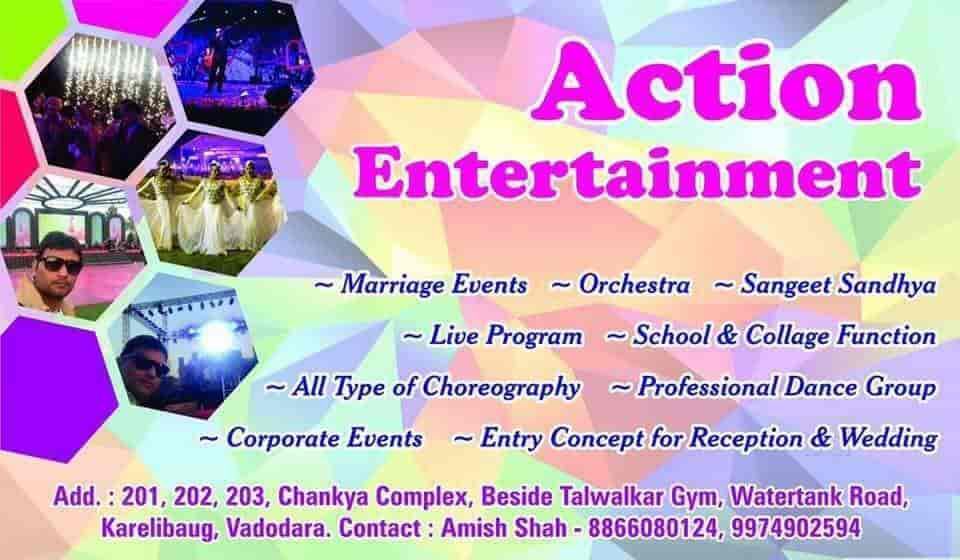 Action
Entertainment
~ Marriage Events ~ Orchestra ~ Sangeet Sandhya
~ Live Program ~ School & Collage Function
~ All Type of Choreography ~ Professional Dance Group
~ Corporate Events ~ Entry Concept for Reception & Wedding
Add. : 201, 202, 203, Chankya Complex, Beside Talwalkar Gym, Watertank Road,
Karelibaug, Vadodara. Contact : Amish Shah - 8866080124, 9974902594